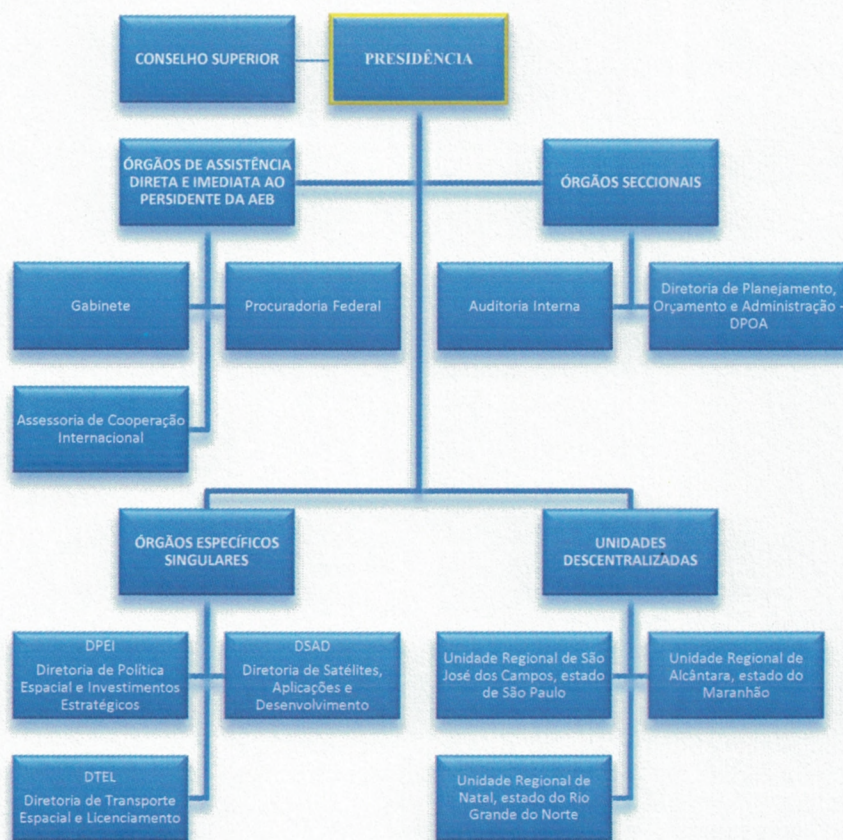 CONSELHO SUPERIOR
PRESIDÊNCIA
ÓRGÃOS DE ASSISTÊNCIA
DIRETA E IMEDIATA AO
PERSIDENTE DA AEB
ÓRGÃOS SECCIONAIS
Gabinete
Procuradoria Federal
Auditoria Interna
Diretoria de Planejamento,
Orçamento e Administração -
DPOA
Assessoria de Cooperação
Internacional
ÓRGÃOS ESPECÍFICOS
SINGULARES
UNIDADES
DESCENTRALIZADAS
DPEI
Diretoria de Política
Espacial e Investimentos
Estratégicos
DSAD
Diretoria de Satélites,
Aplicações e
Desenvolvimento
Unidade Regional de São
José dos Campos, estado
de São Paulo
Unidade Regional de
Alcântara, estado do
Maranhão
DTEL
Diretoria de Transporte
Espacial e Licenciamento
Unidade Regional de
Natal, estado do Rio
Grande do Norte